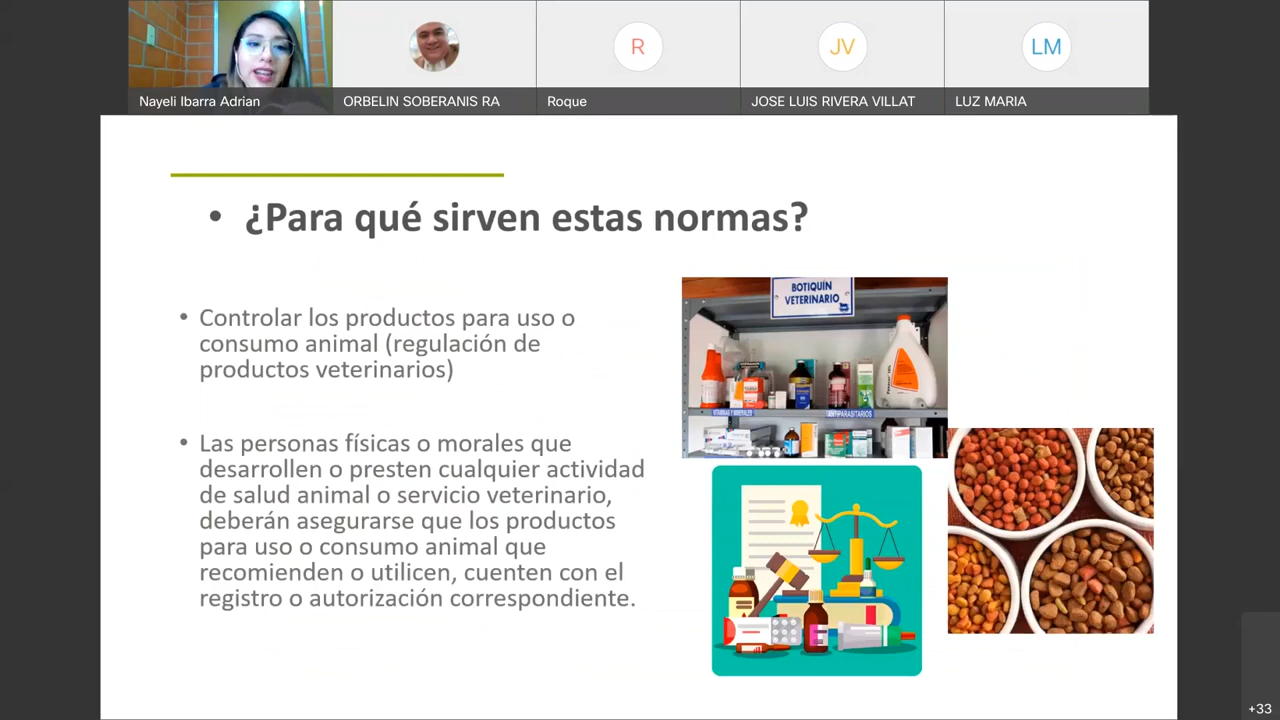 Nayeli Ibarra Adrian
ORBELIN SOBERANIS RA
R
Roque
JV
JOSE LUIS RIVERA VILLAT
LM
LUZ MARIA
• ¿Para qué sirven estas normas?
• Controlar los productos para uso o
consumo animal (regulación de
productos veterinarios)
• Las personas físicas o morales que
desarrollen o presten cualquier actividad
de salud animal o servicio veterinario,
deberán asegurarse que los productos
para uso o consumo animal que
recomienden o utilicen, cuenten con el
registro o autorización correspondiente.
BOTIQUÍN
VETERINARIO
VITAMINAS Y MINERALES
ANTIPARASITARIOS
+33